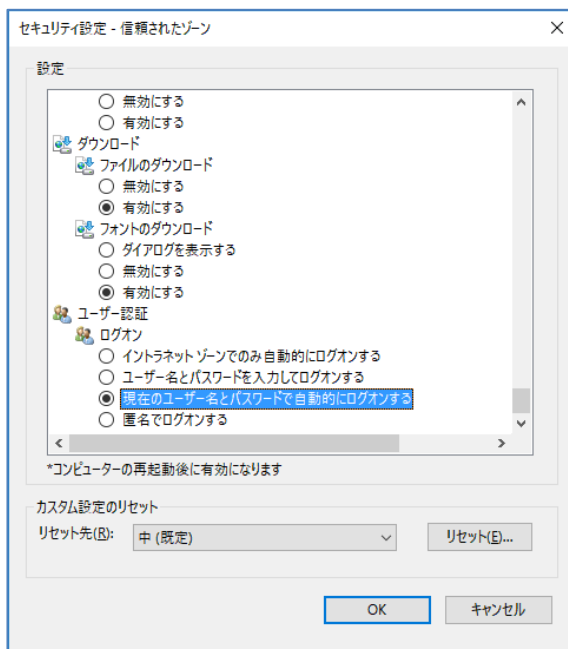 セキュリティ設定 - 信頼されたゾーン
設定
無効にする
有効にする
ダウンロード
ファイルのダウンロード
無効にする
有効にする
フォントのダウンロード
ダイアログを表示する
無効にする
有効にする
ユーザー認証
ログオン
イントラネット ゾーンでのみ自動的にログオンする
ユーザー名とパスワードを入力してログオンする
現在のユーザー名とパスワードで自動的にログオンする
匿名でログオンする
*コンピューターの再起動後に有効になります
カスタム設定のリセット
リセット先(R): 中 (既定) リセット(E)...
OK キャンセル